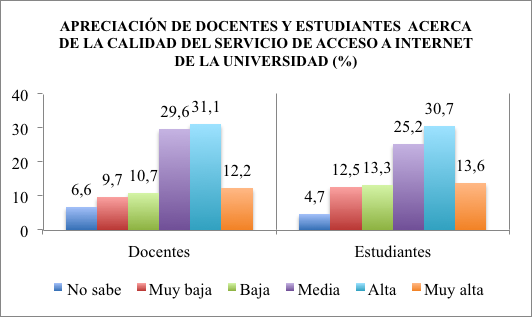 APRECIACIÓN DE DOCENTES Y ESTUDIANTES ACERCA
DE LA CALIDAD DEL SERVICIO DE ACCESO A INTERNET
DE LA UNIVERSIDAD (%)
40
30
20
10
0
6,6
9,7
10,7
29,6
31,1
12,2
4,7
12,5
13,3
25,2
30,7
13,6
Docentes
Estudiantes
No sabe
Muy baja
Baja
Media
Alta
Muy alta